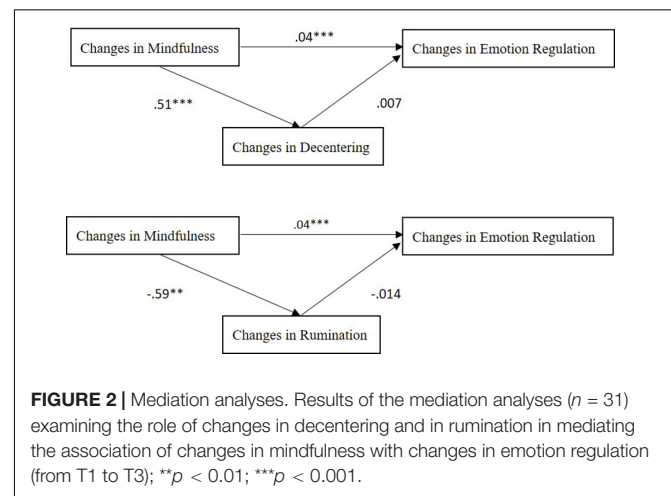 .04***
Changes in Mindfulness
Changes in Emotion Regulation
.51***
.007
Changes in Decentering
.04***
Changes in Mindfulness
Changes in Emotion Regulation
-.59**
-.014
Changes in Rumination
FIGURE 2 | Mediation analyses. Results of the mediation analyses (n = 31)
examining the role of changes in decentering and in rumination in mediating
the association of changes in mindfulness with changes in emotion regulation
(from T1 to T3); **p < 0.01; ***p < 0.001.